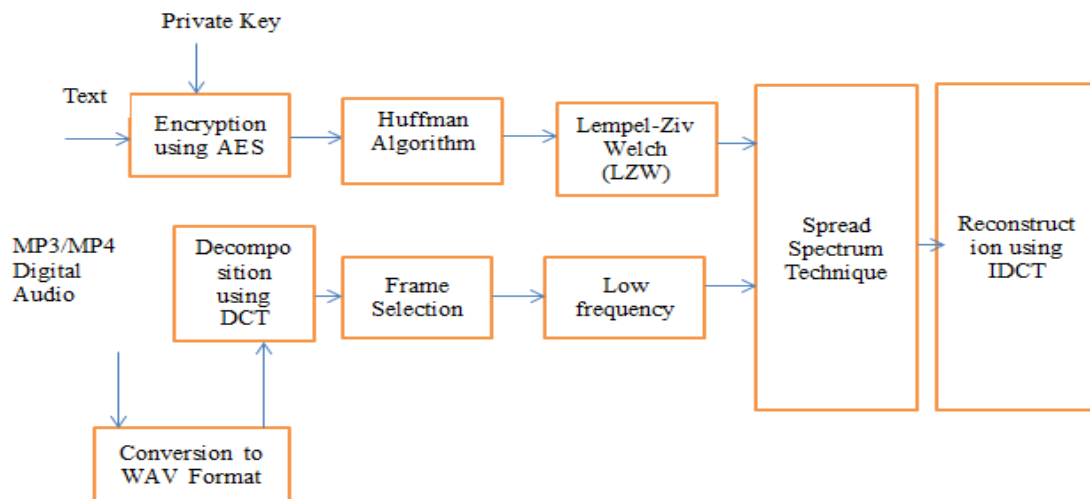 Private Key
Text
Encryption
using AES
Huffman
Algorithm
Lempel-Ziv
Welch
(LZW)
MP3/MP4
Digital
Audio
Decompo
sition
using
DCT
Frame
Selection
Low
frequency
Spread
Spectrum
Technique
Reconstruct
ion using
IDCT
Conversion to
WAV Format